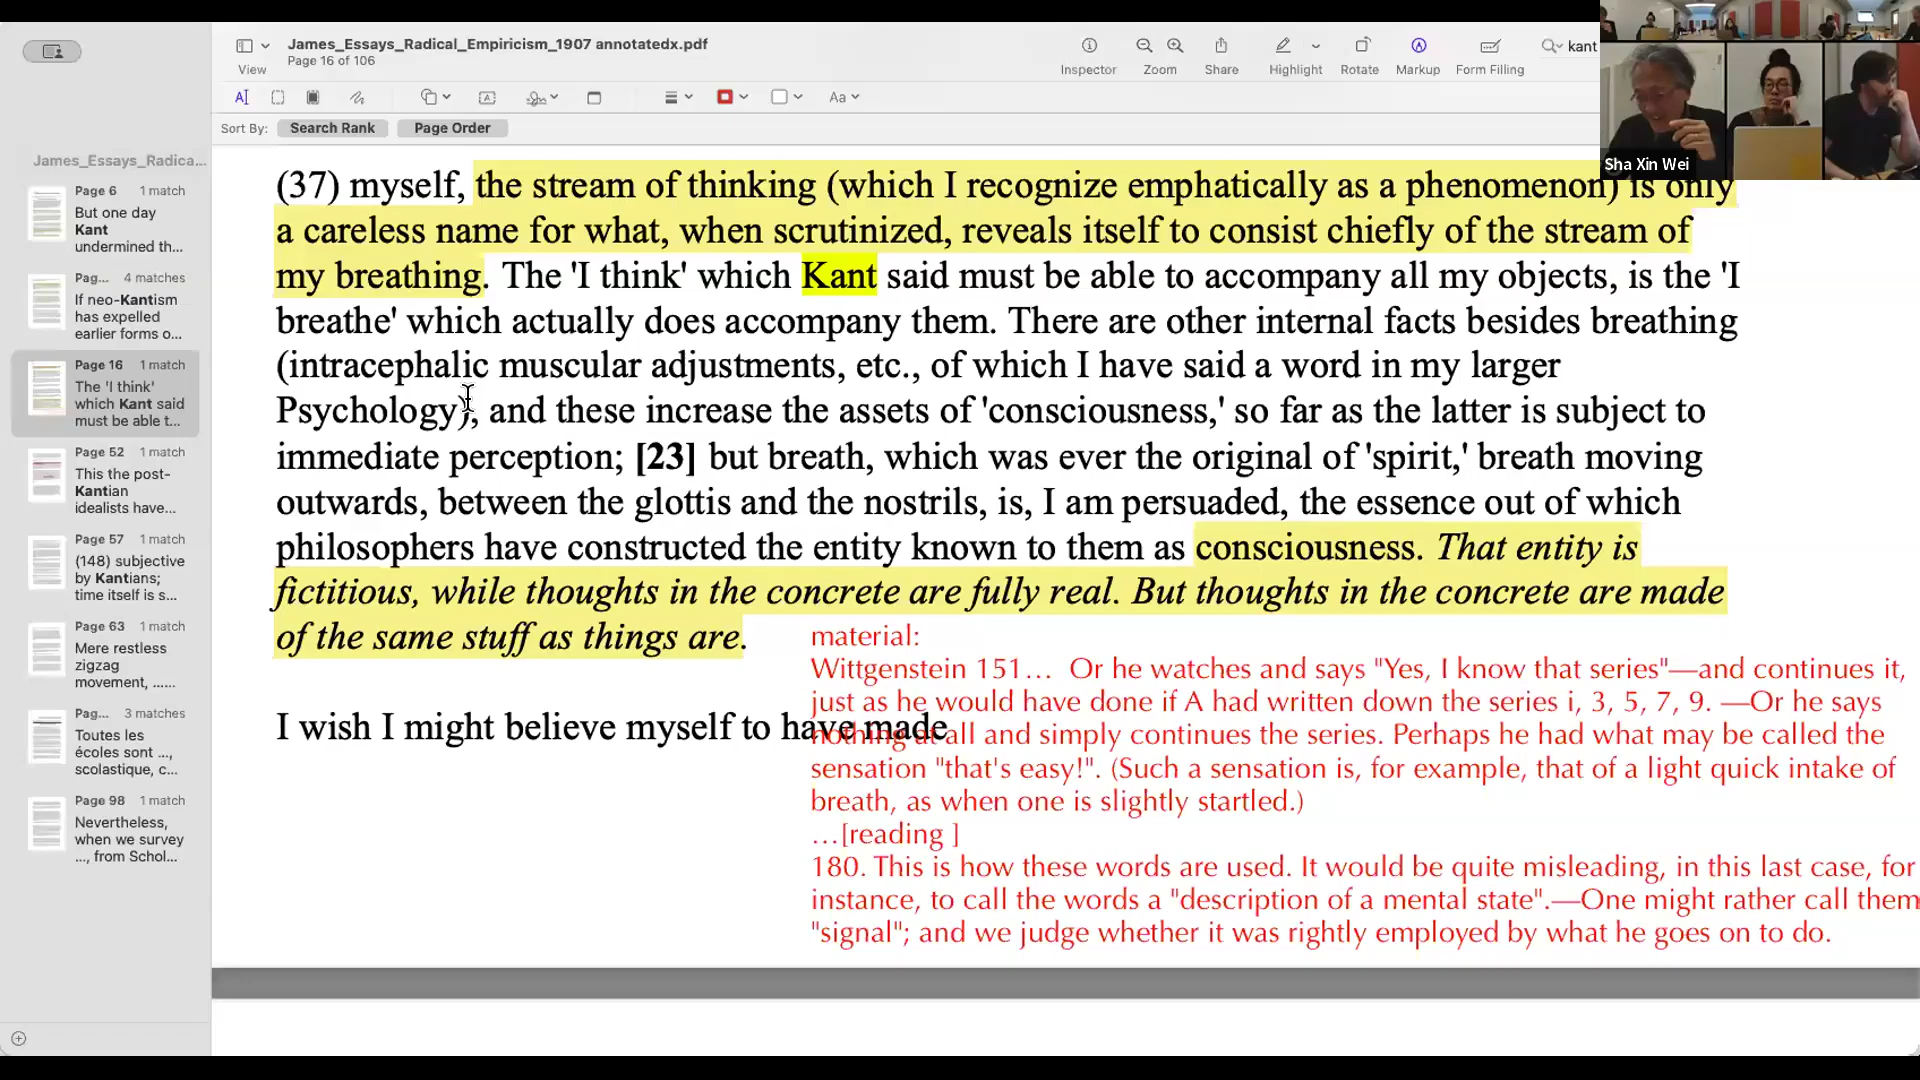 James_Essays_Radical_Empiricism_1907 annotatedx.pdf
Page 16 of 106
View
Inspector
Zoom
Share
Highlight
Rotate
Markup
Form Filling
kant
Aa
Sort By:
Search Rank
Page Order
Sha Xin Wei
James_Essays_Radica...
Page 6 1 match
But one day
Kant
undermined th...
Pag... 4 matches
If neo-Kantism
has expelled
earlier forms o...
Page 16 1 match
The 'I think'
which Kant said
must be able t...
Page 52 1 match
This the post-
Kantian
idealists have...
Page 57 1 match
(148) subjective
by Kantians;
time itself is s...
Page 63 1 match
Mere restless
zigzag
movement, ......
Pag... 3 matches
Toutes les
écoles sont ...,
scolastique, c...
Page 98 1 match
Nevertheless,
when we survey
..., from Schol...
(37) myself, the stream of thinking (which I recognize emphatically as a phenomenon) is only
a careless name for what, when scrutinized, reveals itself to consist chiefly of the stream of
my breathing. The 'I think' which Kant said must be able to accompany all my objects, is the 'I
breathe' which actually does accompany them. There are other internal facts besides breathing
(intracephalic muscular adjustments, etc., of which I have said a word in my larger
Psychology), and these increase the assets of 'consciousness,' so far as the latter is subject to
immediate perception; [23] but breath, which was ever the original of 'spirit,' breath moving
outwards, between the glottis and the nostrils, is, I am persuaded, the essence out of which
philosophers have constructed the entity known to them as consciousness. That entity is
fictitious, while thoughts in the concrete are fully real. But thoughts in the concrete are made
of the same stuff as things are.
I wish I might believe myself to have made
material:
Wittgenstein 151... Or he watches and says "Yes, I know that series"—and continues it,
just as he would have done if A had written down the series i, 3, 5, 7, 9. —Or he says
nothing at all and simply continues the series. Perhaps he had what may be called the
sensation "that's easy!". (Such a sensation is, for example, that of a light quick intake of
breath, as when one is slightly startled.)
...[reading ]
180. This is how these words are used. It would be quite misleading, in this last case, for
instance, to call the words a "description of a mental state".—One might rather call them
"signal"; and we judge whether it was rightly employed by what he goes on to do.